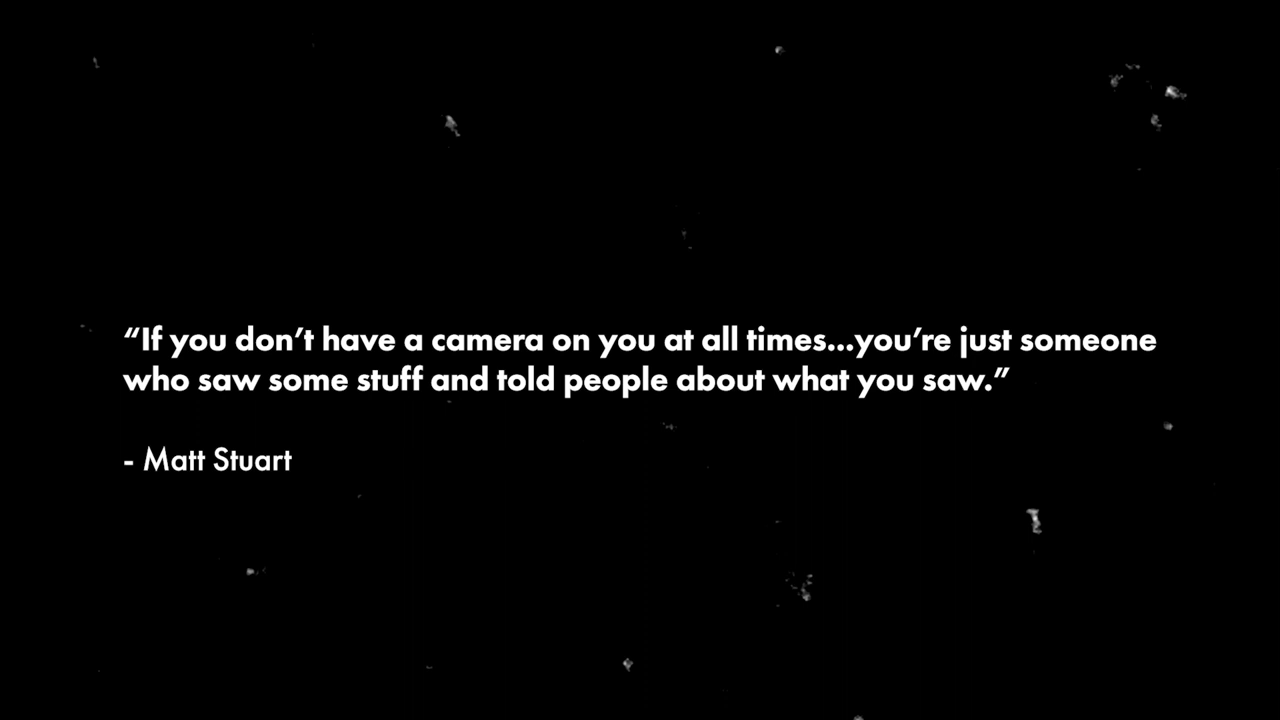 “If you don’t have a camera on you at all times...you’re just someone
who saw some stuff and told people about what you saw.”
- Matt Stuart